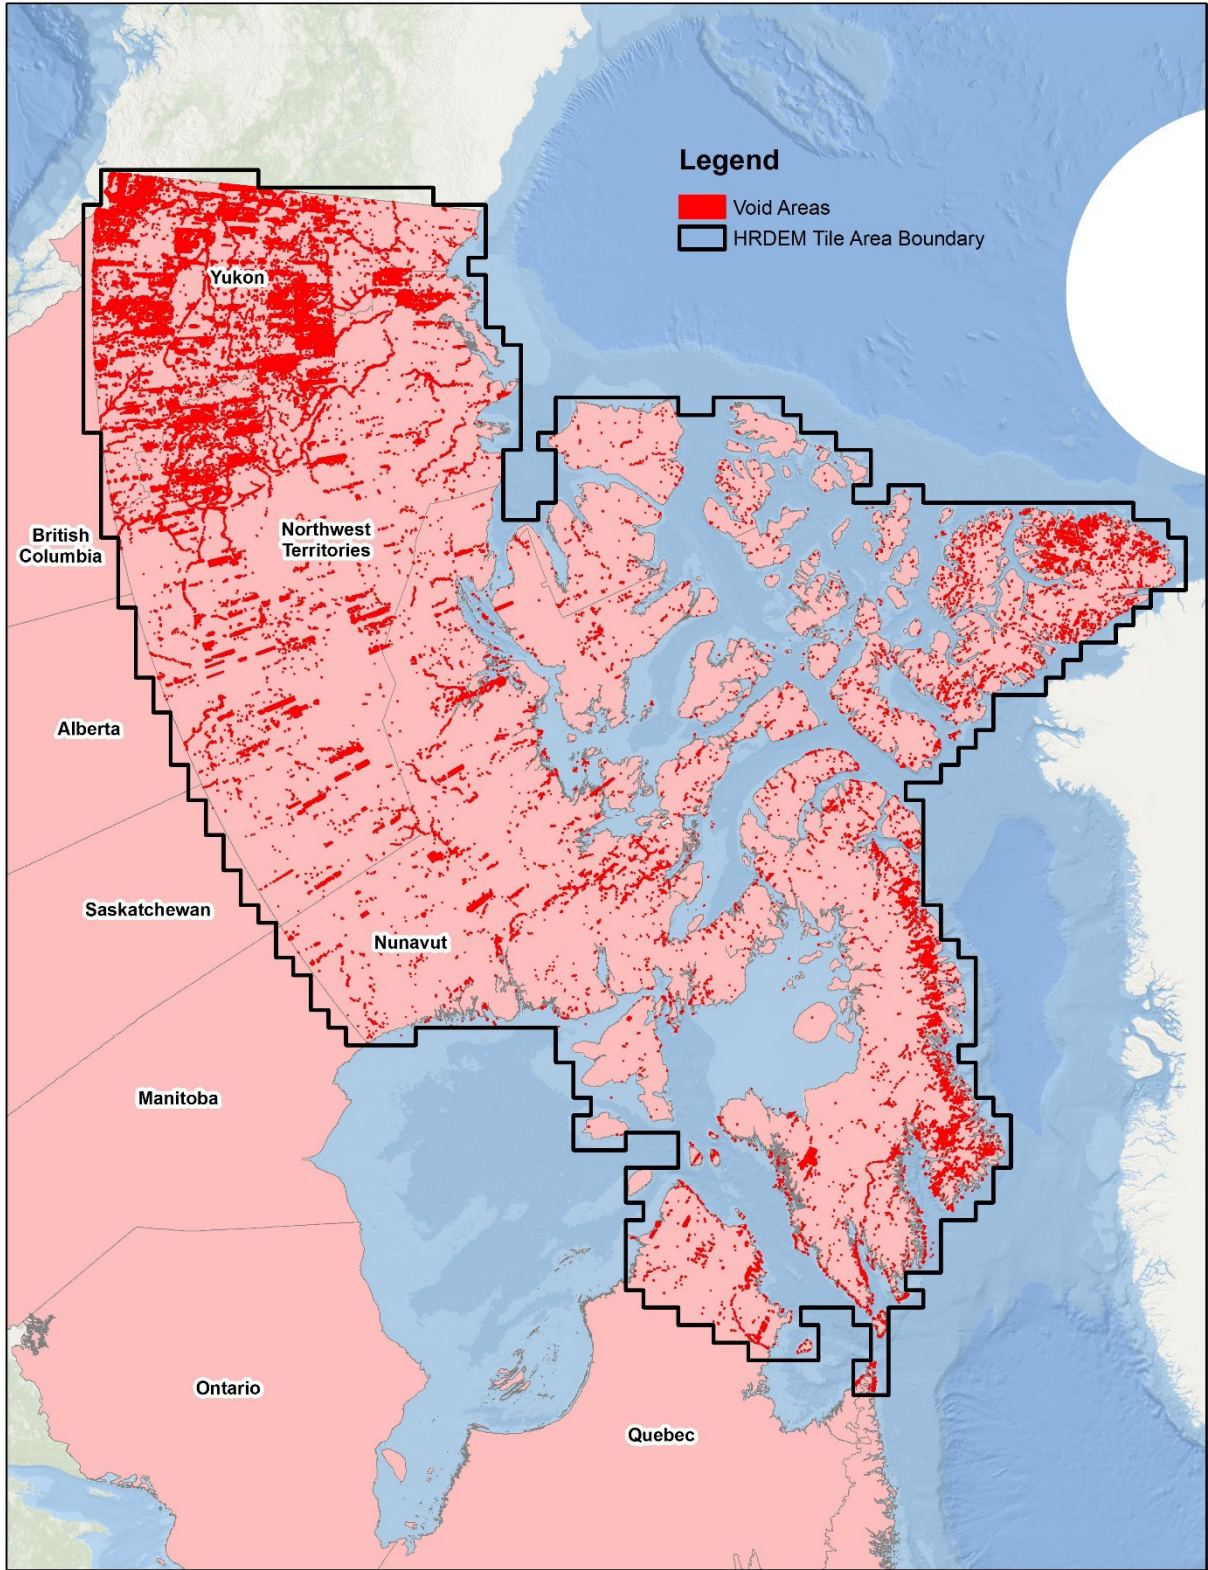 Legend
Void Areas
HRDEM Tile Area Boundary
Yukon
British
Columbia
Northwest
Territories
Alberta
Saskatchewan
Nunavut
Manitoba
Ontario
Quebec